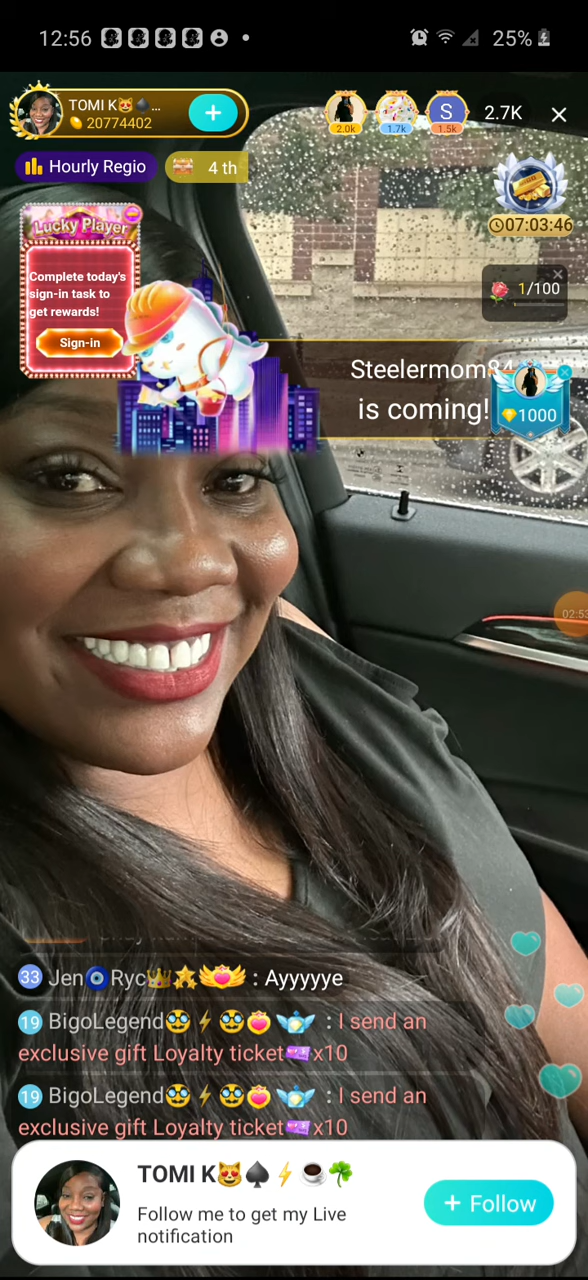 12:56
25%
TOMI K😻♠️...
20774402
2.0k
1.7k
S
1.5k
2.7K
Hourly Regio
4 th
07:03:46
Lucky Player
Complete today's
sign-in task to
get rewards!
Sign-in
1/100
Steelermom84
is coming!
1000
02:53
33 Jen🧿Ryc👑 : Ayyyyye
19 BigoLegend🥸⚡🥸 : I send an
exclusive gift Loyalty ticket x10
19 BigoLegend🥸⚡🥸 : I send an
exclusive gift Loyalty ticket x10
TOMI K😻♠️⚡☕☘️
Follow me to get my Live
notification
+ Follow